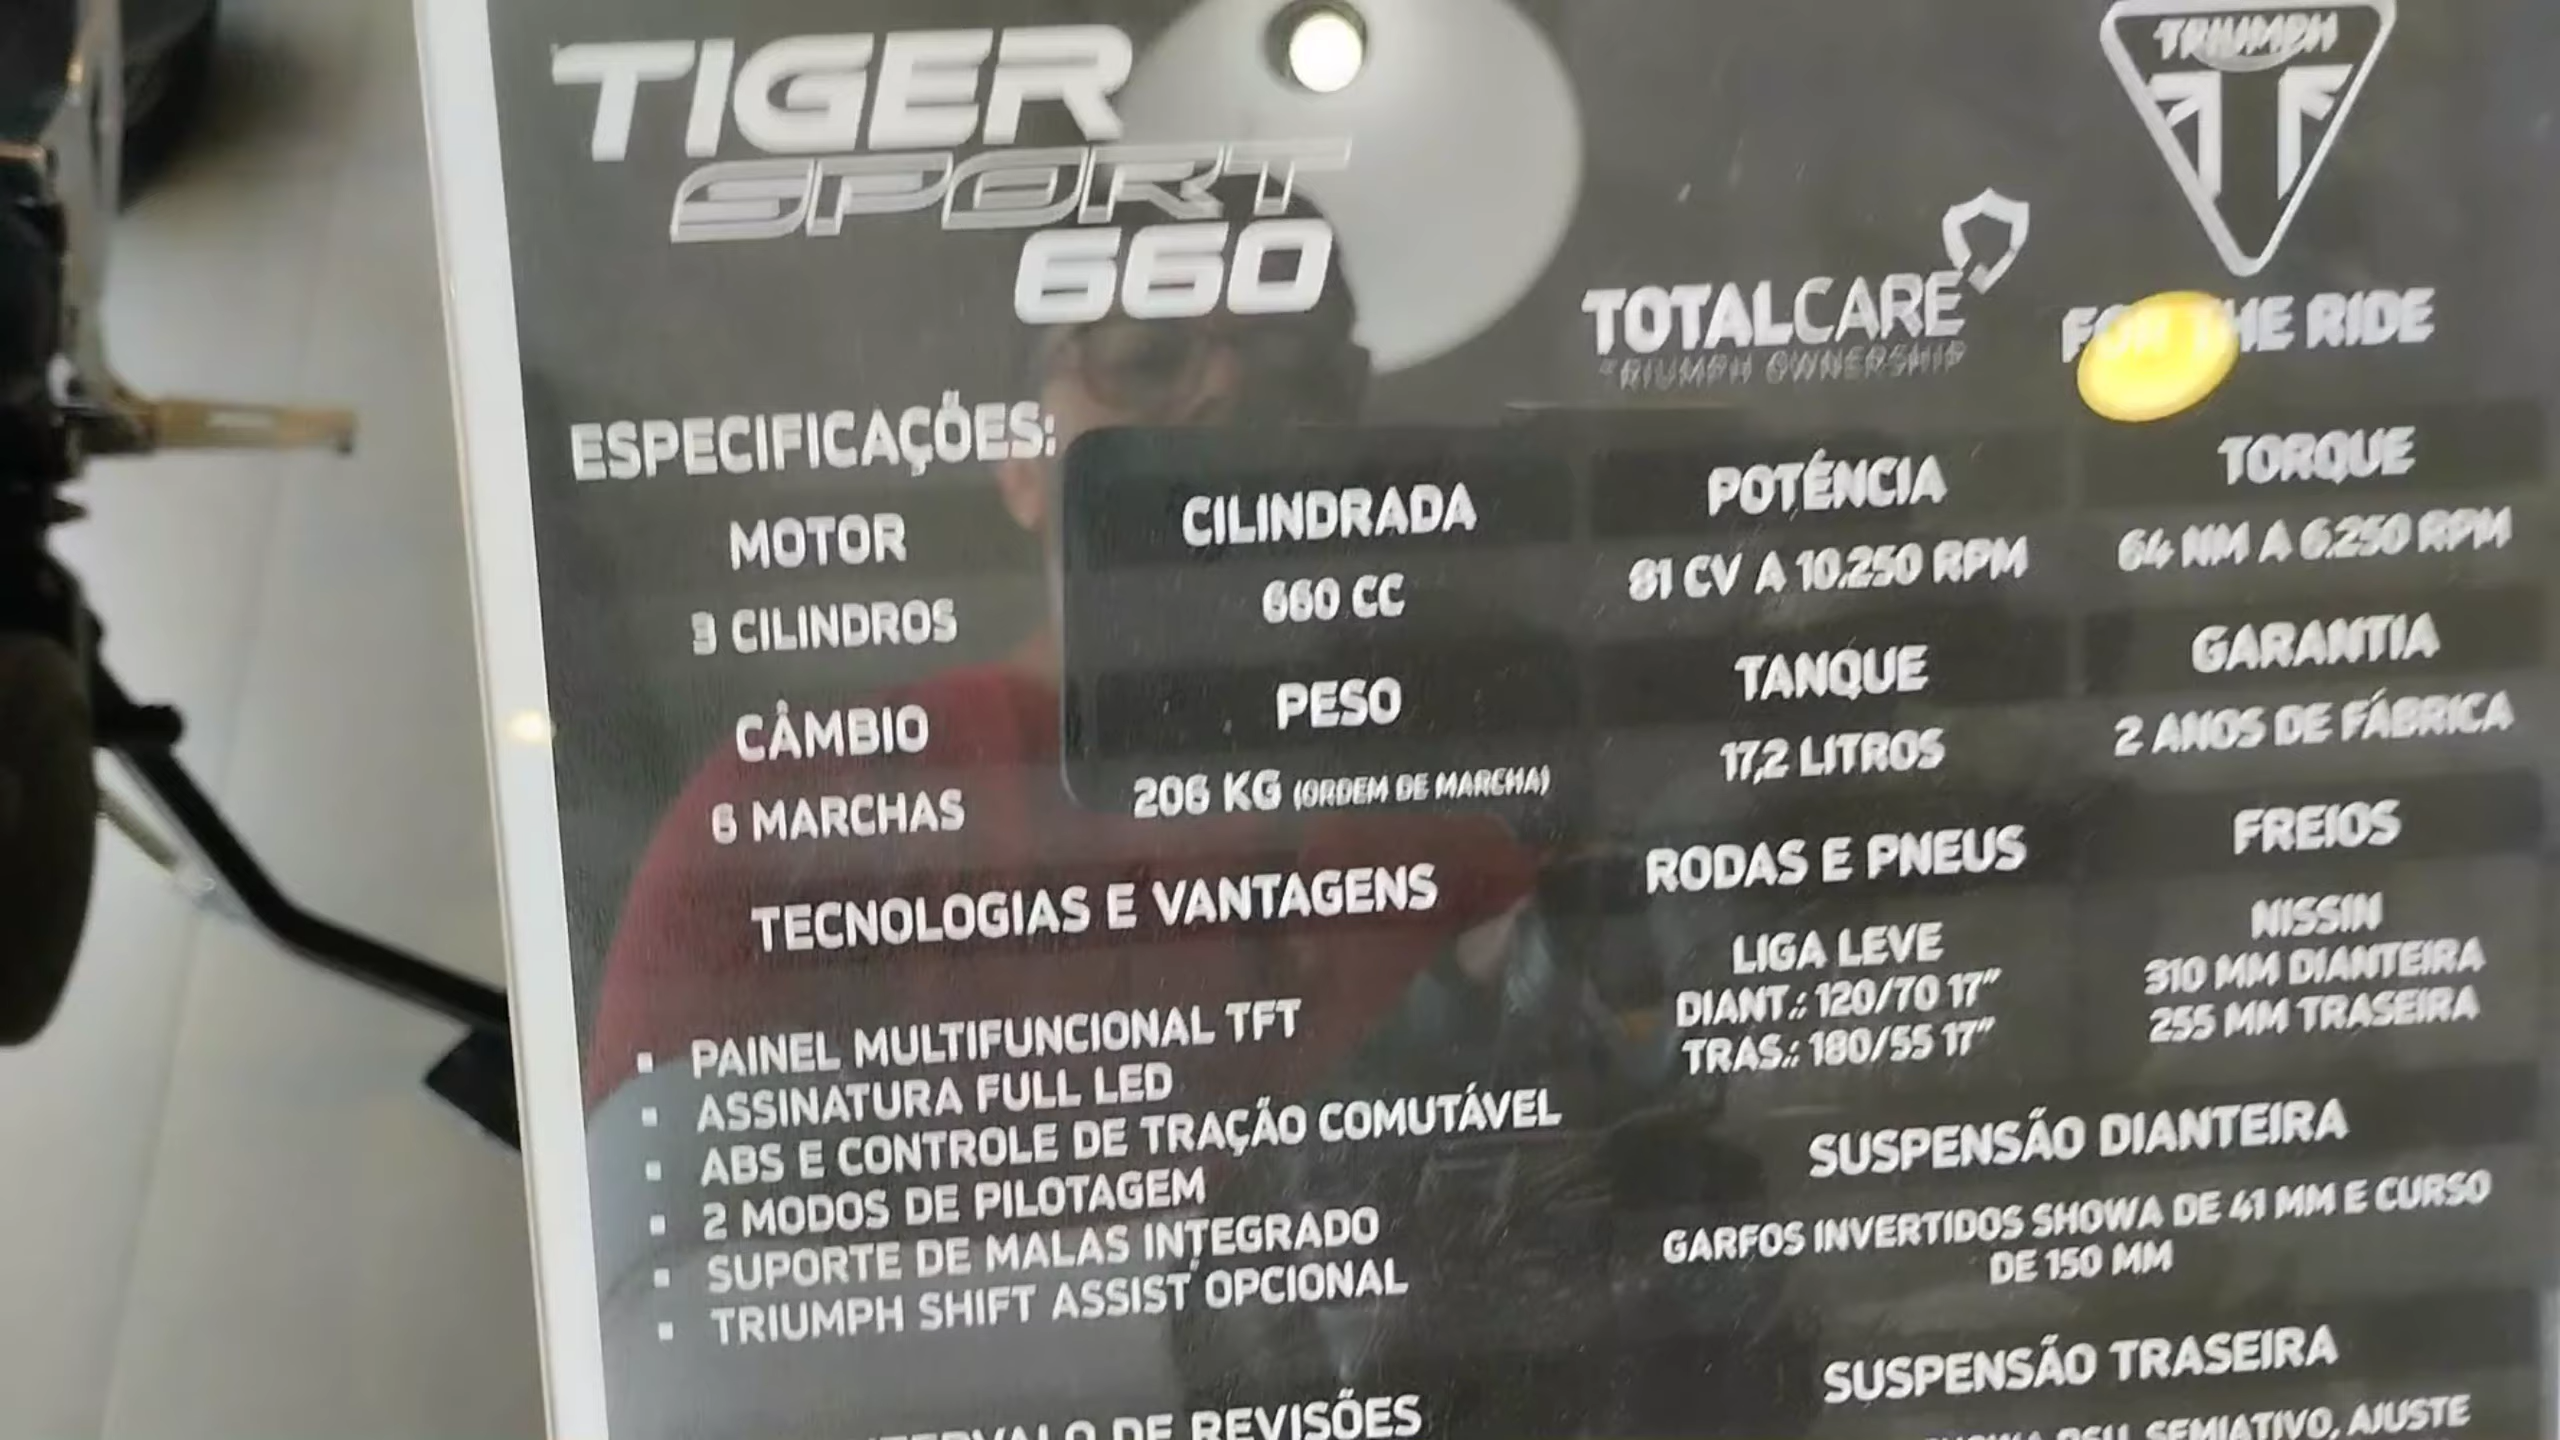 TIGER
SPORT
660
TRIUMPH
TOTALCARE
TRIUMPH OWNERSHIP
FOR THE RIDE
ESPECIFICAÇÕES:
MOTOR
3 CILINDROS
CILINDRADA
660 CC
POTÊNCIA
81 CV A 10.250 RPM
TORQUE
64 NM A 6.250 RPM
CÂMBIO
6 MARCHAS
PESO
206 KG (ORDEM DE MARCHA)
TANQUE
17,2 LITROS
GARANTIA
2 ANOS DE FÁBRICA
TECNOLOGIAS E VANTAGENS
▪ PAINEL MULTIFUNCIONAL TFT
▪ ASSINATURA FULL LED
▪ ABS E CONTROLE DE TRAÇÃO COMUTÁVEL
▪ 2 MODOS DE PILOTAGEM
▪ SUPORTE DE MALAS INTEGRADO
▪ TRIUMPH SHIFT ASSIST OPCIONAL
RODAS E PNEUS
LIGA LEVE
DIANT.: 120/70 17"
TRAS.: 180/55 17"
FREIOS
NISSIN
310 MM DIANTEIRA
255 MM TRASEIRA
SUSPENSÃO DIANTEIRA
GARFOS INVERTIDOS SHOWA DE 41 MM E CURSO
DE 150 MM
SUSPENSÃO TRASEIRA
SEMIATIVO, AJUSTE
DE REVISÕES